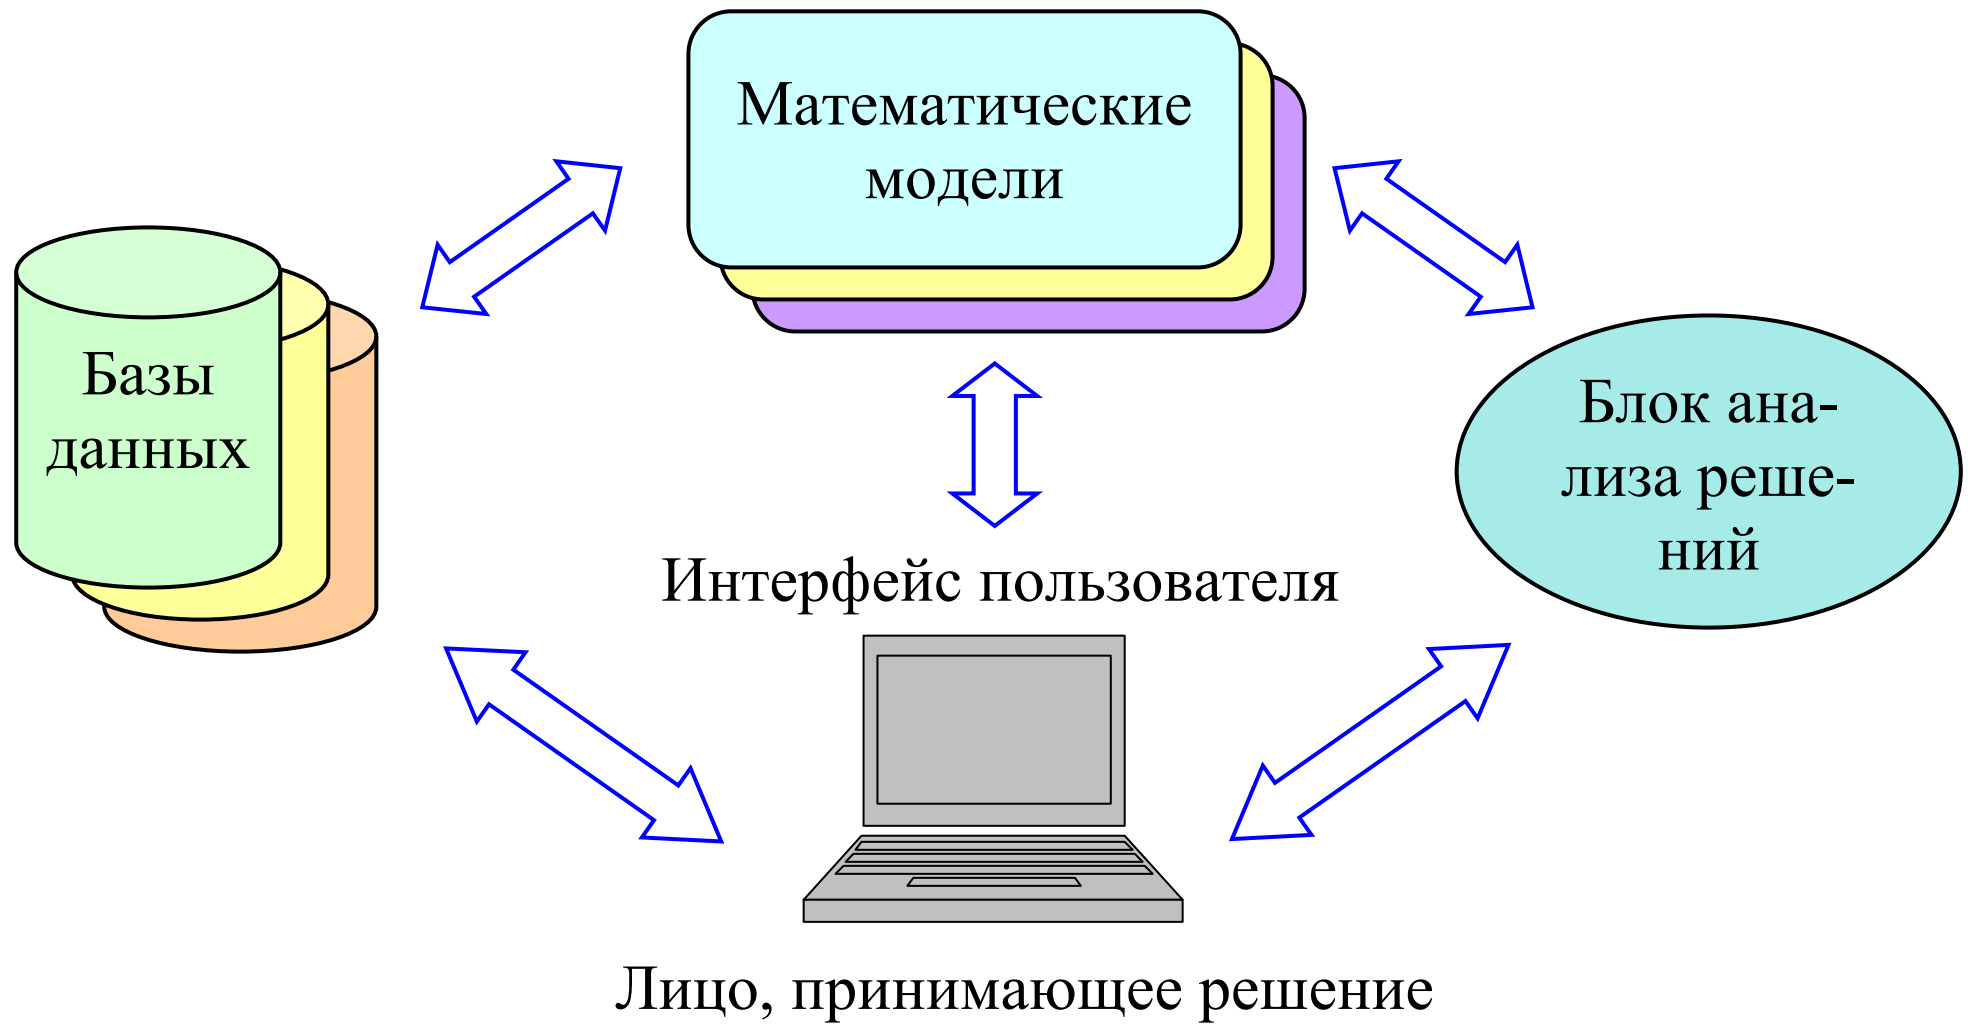 Математические
модели
Базы
данных
Блок ана-
лиза реше-
ний
Интерфейс пользователя
Лицо, принимающее решение